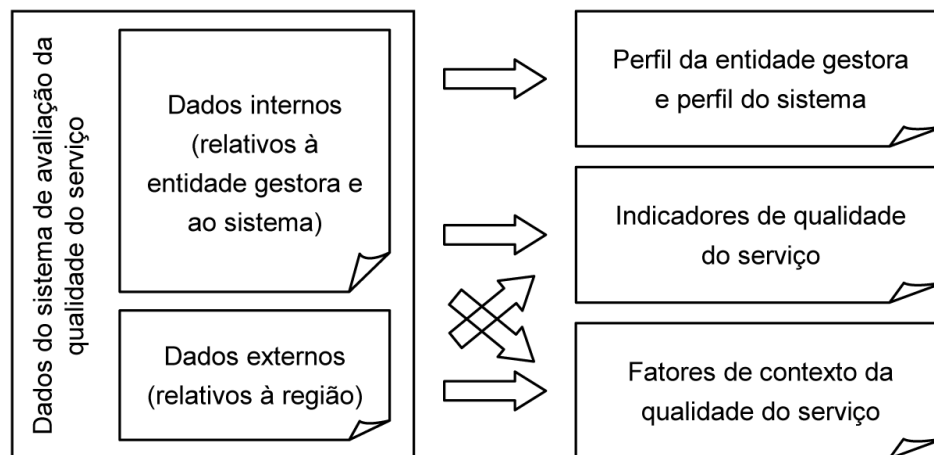 Dados do sistema de avaliação da
qualidade do serviço
Dados internos
(relativos à
entidade gestora e
ao sistema)
Dados externos
(relativos à região)
Perfil da entidade gestora
e perfil do sistema
Indicadores de qualidade
do serviço
Fatores de contexto da
qualidade do serviço